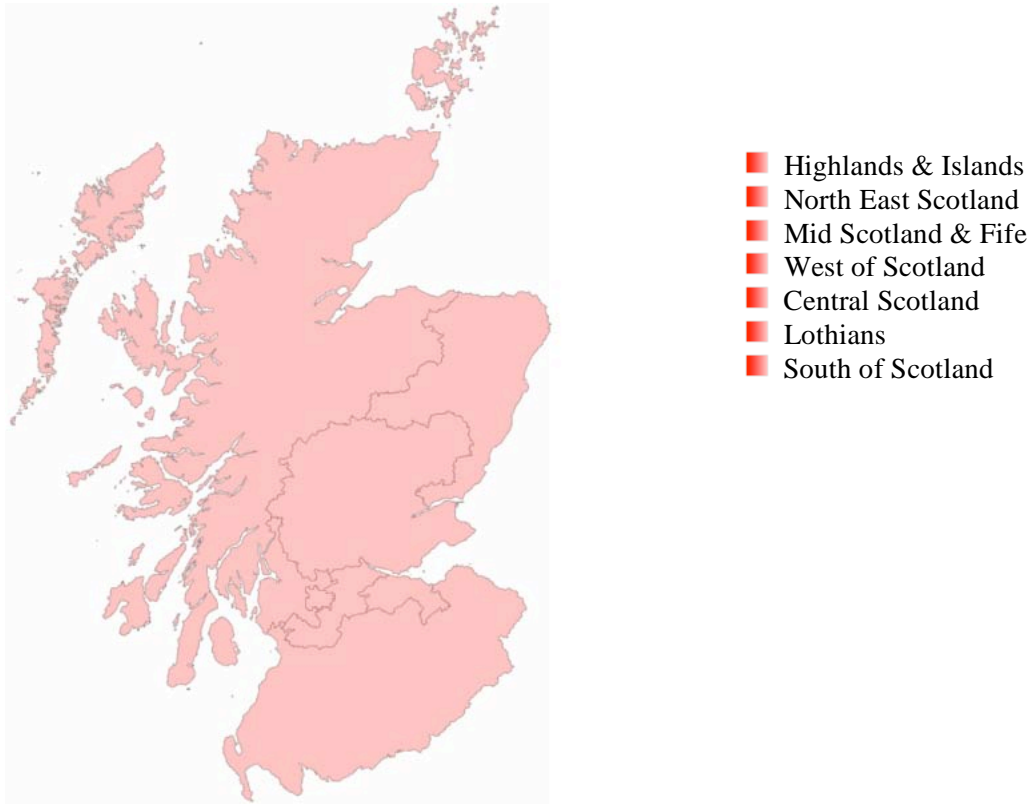 Highlands & Islands
North East Scotland
Mid Scotland & Fife
West of Scotland
Central Scotland
Lothians
South of Scotland